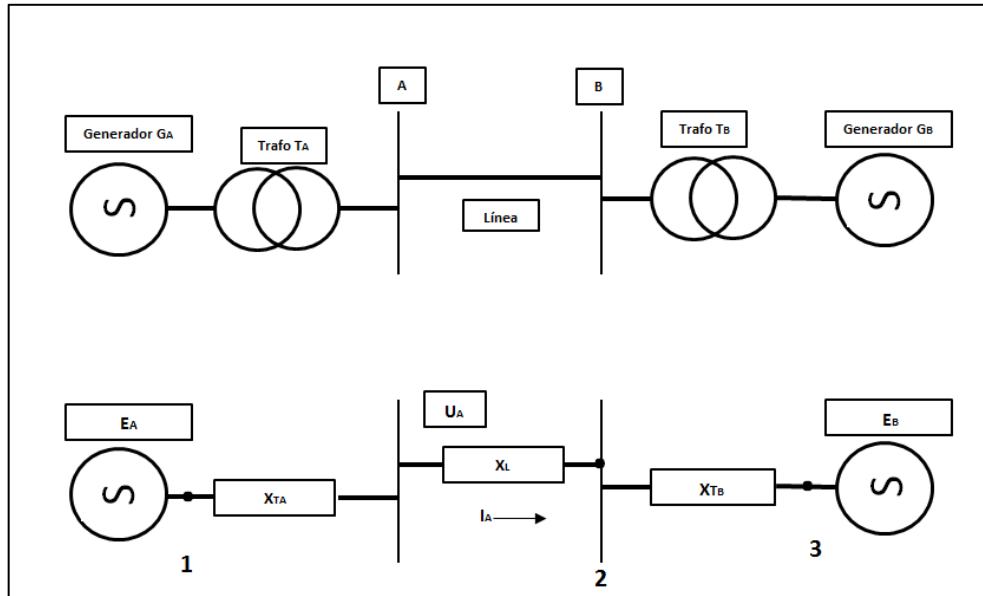 A
B
Generador GA
Trafo TA
Trafo TB
Generador GB
S
S
Línea
EA
UA
EB
XL
S
XTA
XTB
S
IA
1
2
3